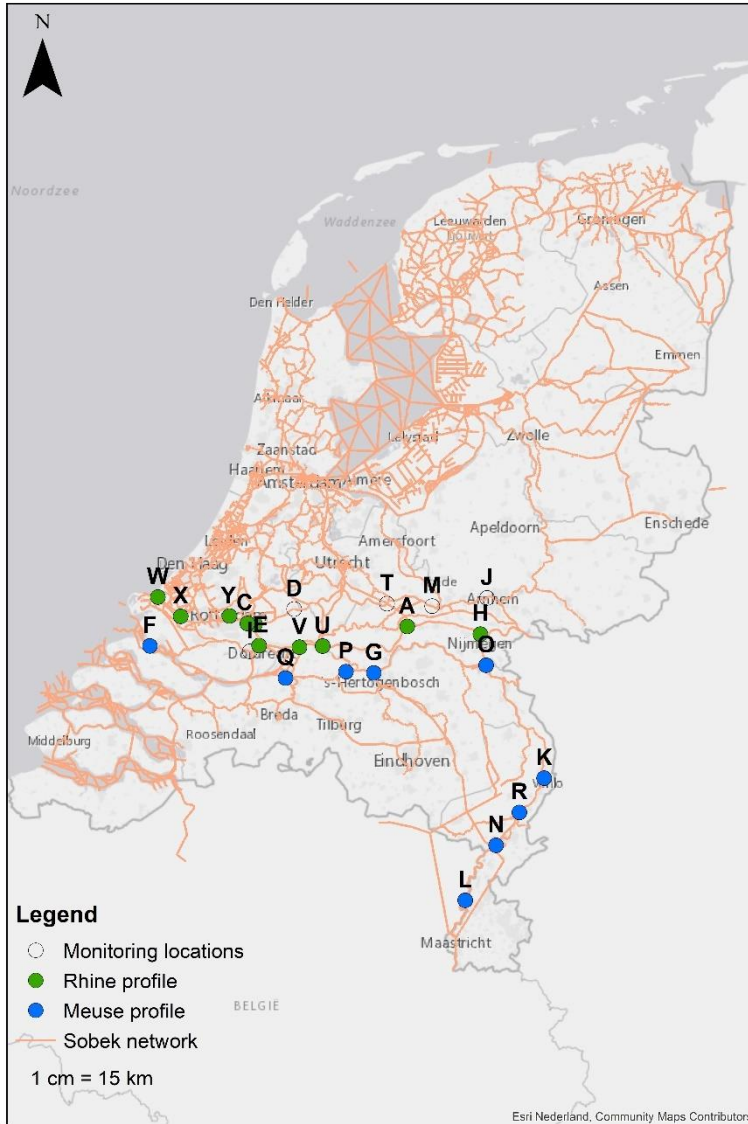 N
Noordzee
Waddenzee
Leeuwarden
Groningen
Assen
Den Helder
Emmen
Alkmaar
Lelystad
Zwolle
Zaanstad
Haarlem
Amsterdam
Almere
Enschede
Apeldoorn
Amersfoort
Leiden
Den Haag
Utrecht
W
T
M
J
D
Arnhem
X
Y
C
A
Rotterdam
H
F
E
V
U
I
Nijmegen
Dordrecht
O
Q
P
G
's-Hertogenbosch
Breda
Tilburg
Roosendaal
Middelburg
Eindhoven
K
Venlo
R
N
L
Maastricht
Legend
Monitoring locations
Rhine profile
Meuse profile
Sobek network
BELGIË
1 cm = 15 km
Esri Nederland, Community Maps Contributors